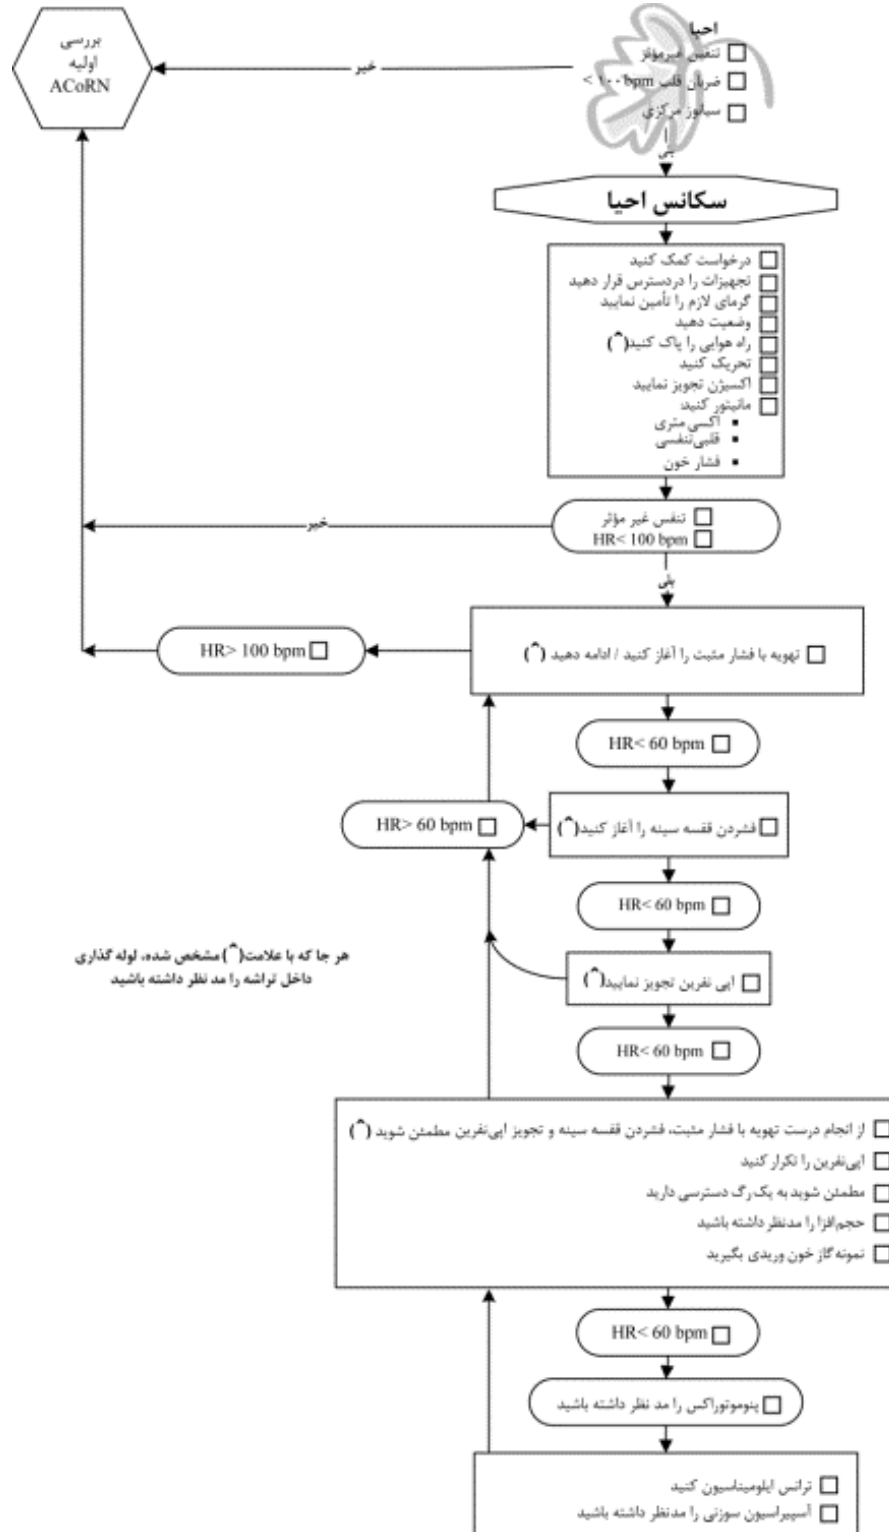 احیا
تنفس غیرمؤثر
ضربان قلب ۱۰۰bpm >
سیانوز مرکزی
بررسی
اولیه
ACoRN
خیر
بلی
سکانس احیا
درخواست کمک کنید
تجهیزات را دردسترس قرار دهید
گرمای لازم را تأمین نمایید
وضعیت دهید
راه هوایی را پاک کنید(^)
تحریک کنید
اکسیژن تجویز نمایید
مانیتور کنید:
▪ اکسی متری
▪ قلبی‌تنفسی
▪ فشار خون
تنفس غیر مؤثر
HR< 100 bpm
خیر
بلی
تهویه با فشار مثبت را آغاز کنید / ادامه دهید (^)
HR> 100 bpm
HR< 60 bpm
فشردن قفسه سینه را آغاز کنید(^)
HR> 60 bpm
HR< 60 bpm
هر جا که با علامت(^) مشخص شده، لوله گذاری
داخل تراشه را مد نظر داشته باشید
اپی نفرین تجویز نمایید(^)
HR< 60 bpm
از انجام درست تهویه با فشار مثبت، فشردن قفسه سینه و تجویز اپی‌نفرین مطمئن شوید (^)
اپی‌نفرین را تکرار کنید
مطمئن شوید به یک رگ دسترسی دارید
حجم‌افزا را مدنظر داشته باشید
نمونه گاز خون وریدی بگیرید
HR< 60 bpm
پنوموتوراکس را مد نظر داشته باشید
ترانس ایلومیناسیون کنید
آسپیراسیون سوزنی را مدنظر داشته باشید